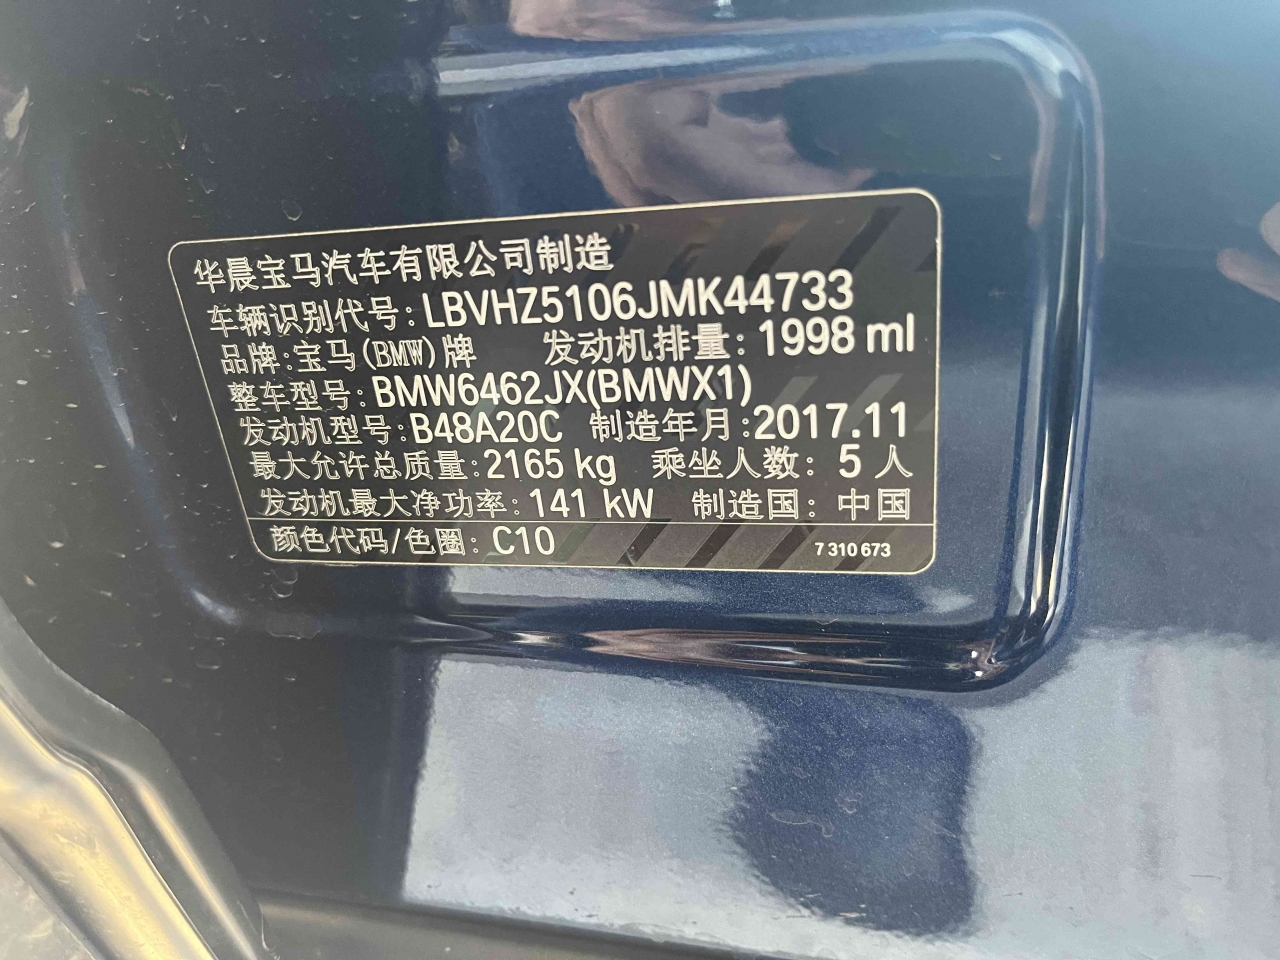 华晨宝马汽车有限公司制造
车辆识别代号: LBVHZ5106JMK44733
品牌: 宝马(BMW)牌 发动机排量: 1998 ml
整车型号: BMW6462JX(BMWX1)
发动机型号: B48A20C 制造年月: 2017.11
最大允许总质量: 2165 kg 乘坐人数: 5 人
发动机最大净功率: 141 kW 制造国: 中国
颜色代码/色圈: C10 7 310 673